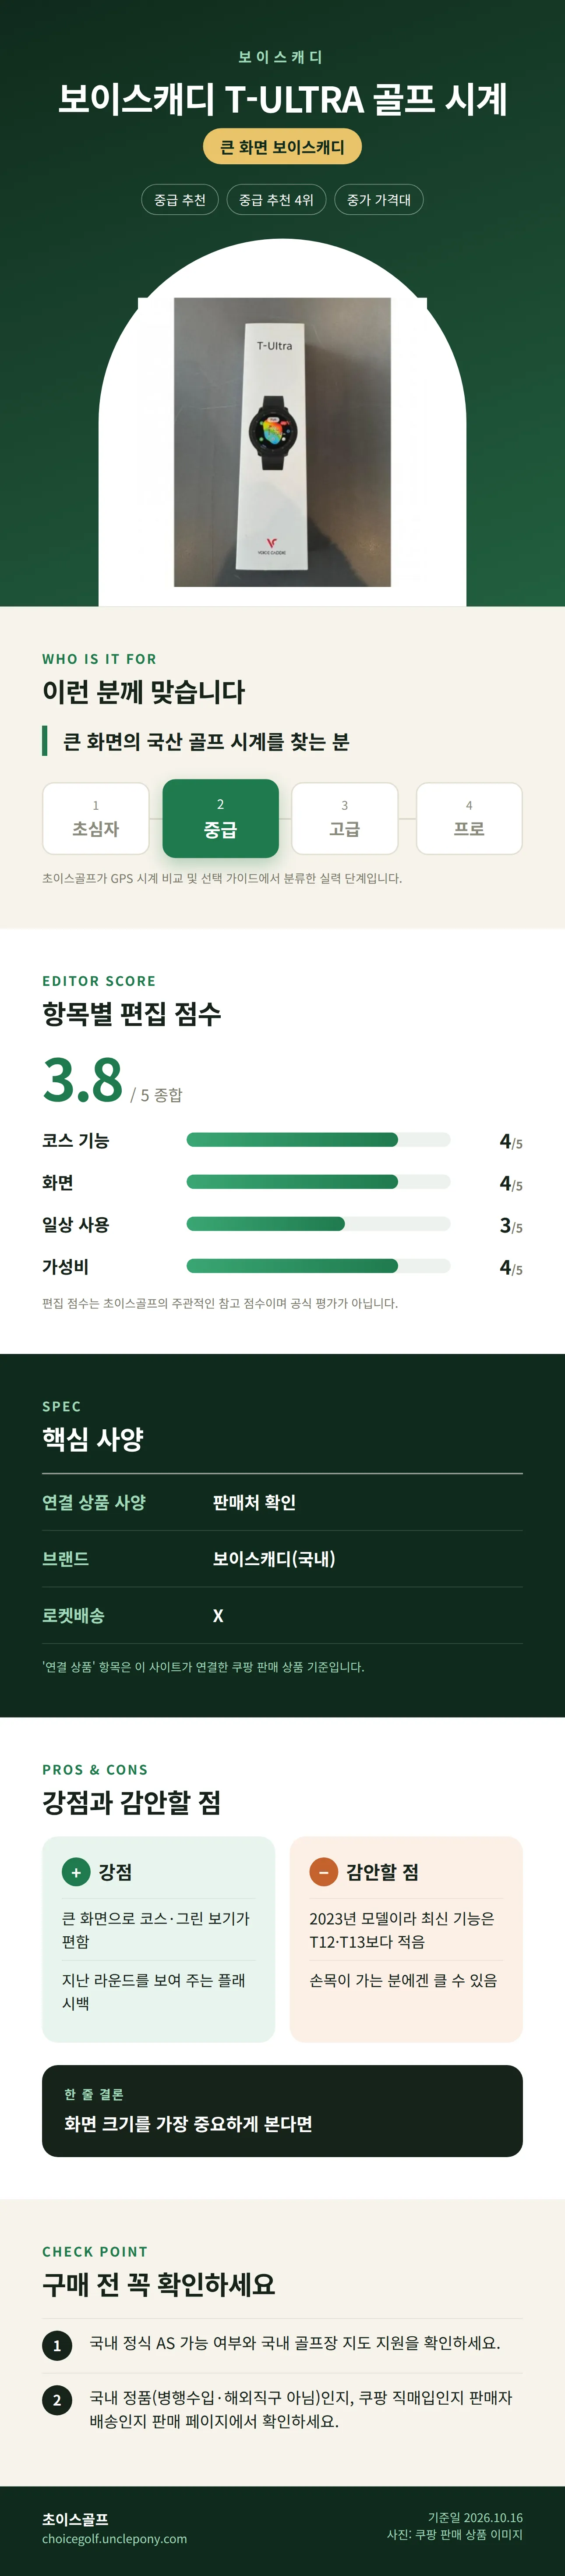 보이스캐디
보이스캐디 T-ULTRA 골프 시계
큰 화면 보이스캐디
중급 추천
중급 추천 4위
중가 가격대
T-Ultra
VOICE CADDIE
WHO IS IT FOR
이런 분께 맞습니다
큰 화면의 국산 골프 시계를 찾는 분
1
초심자
2
중급
3
고급
4
프로
초이스골프가 GPS 시계 비교 및 선택 가이드에서 분류한 실력 단계입니다.
EDITOR SCORE
항목별 편집 점수
3.8 / 5 종합
코스 기능 4/5
화면 4/5
일상 사용 3/5
가성비 4/5
편집 점수는 초이스골프의 주관적인 참고 점수이며 공식 평가가 아닙니다.
SPEC
핵심 사양
연결 상품 사양 판매처 확인
브랜드 보이스캐디(국내)
로켓배송 X
'연결 상품' 항목은 이 사이트가 연결한 쿠팡 판매 상품 기준입니다.
PROS & CONS
강점과 감안할 점
+ 강점
큰 화면으로 코스·그린 보기가
편함
지난 라운드를 보여 주는 플래
시백
– 감안할 점
2023년 모델이라 최신 기능은
T12·T13보다 적음
손목이 가는 분에겐 클 수 있음
한 줄 결론
화면 크기를 가장 중요하게 본다면
CHECK POINT
구매 전 꼭 확인하세요
1 국내 정식 AS 가능 여부와 국내 골프장 지도 지원을 확인하세요.
2 국내 정품(병행수입·해외직구 아님)인지, 쿠팡 직매입인지 판매자
배송인지 판매 페이지에서 확인하세요.
초이스골프
choicegolf.unclepony.com
기준일 2026.10.16
사진: 쿠팡 판매 상품 이미지